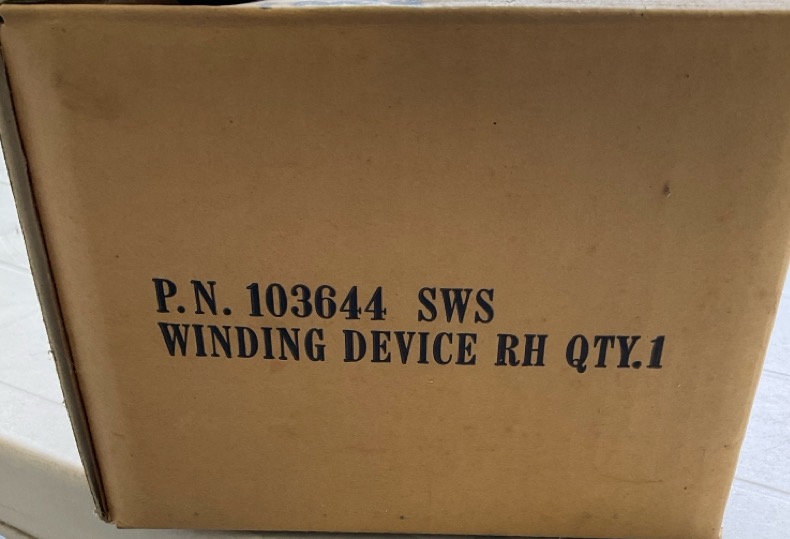 P.N. 103644 SWS
WINDING DEVICE RH QTY.1